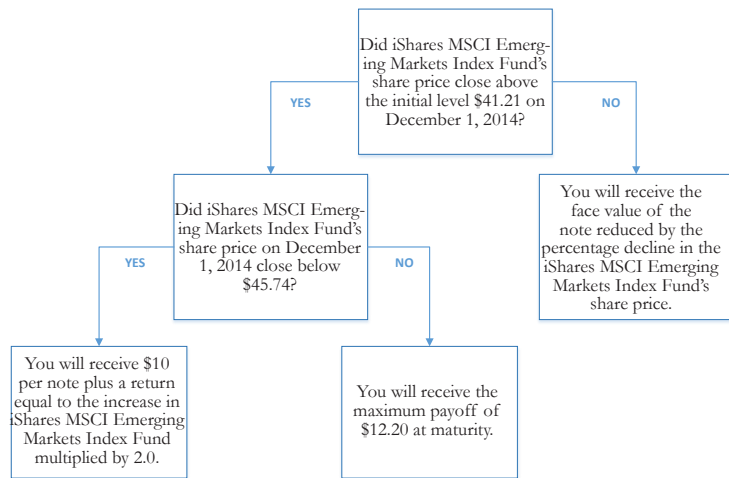 Did iShares MSCI Emerg-
ing Markets Index Fund's
share price close above
the initial level $41.21 on
December 1, 2014?
YES
NO
Did iShares MSCI Emerg-
ing Markets Index Fund's
share price on December
1, 2014 close below
$45.74?
You will receive the
face value of the
note reduced by the
percentage decline in the
iShares MSCI Emerging
Markets Index Fund's
share price.
YES
NO
You will receive $10
per note plus a return
equal to the increase in
iShares MSCI Emerging
Markets Index Fund
multiplied by 2.0.
You will receive the
maximum payoff of
$12.20 at maturity.